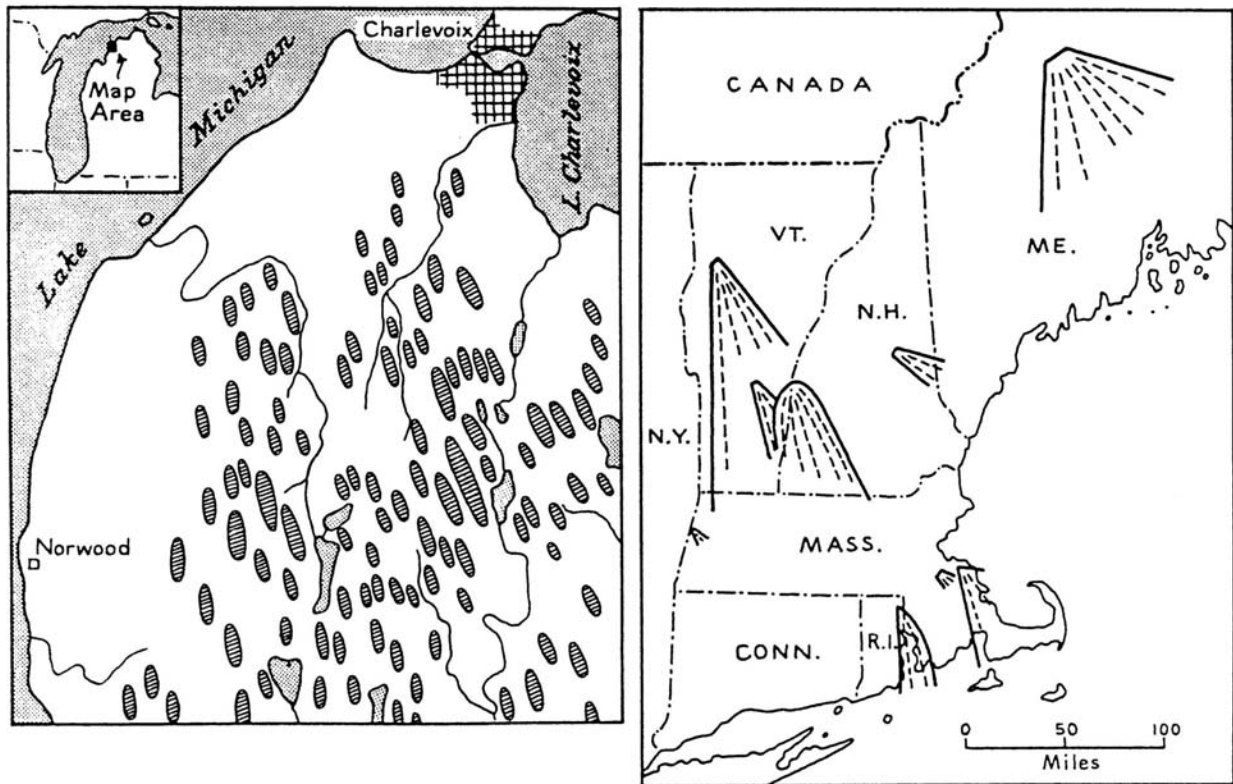 Map
Area
Lake
Michigan
Charlevoix
L. Charlevoix
Norwood
CANADA
VT.
N.H.
ME.
N.Y.
MASS.
CONN.
R.I.
0 50 100
Miles